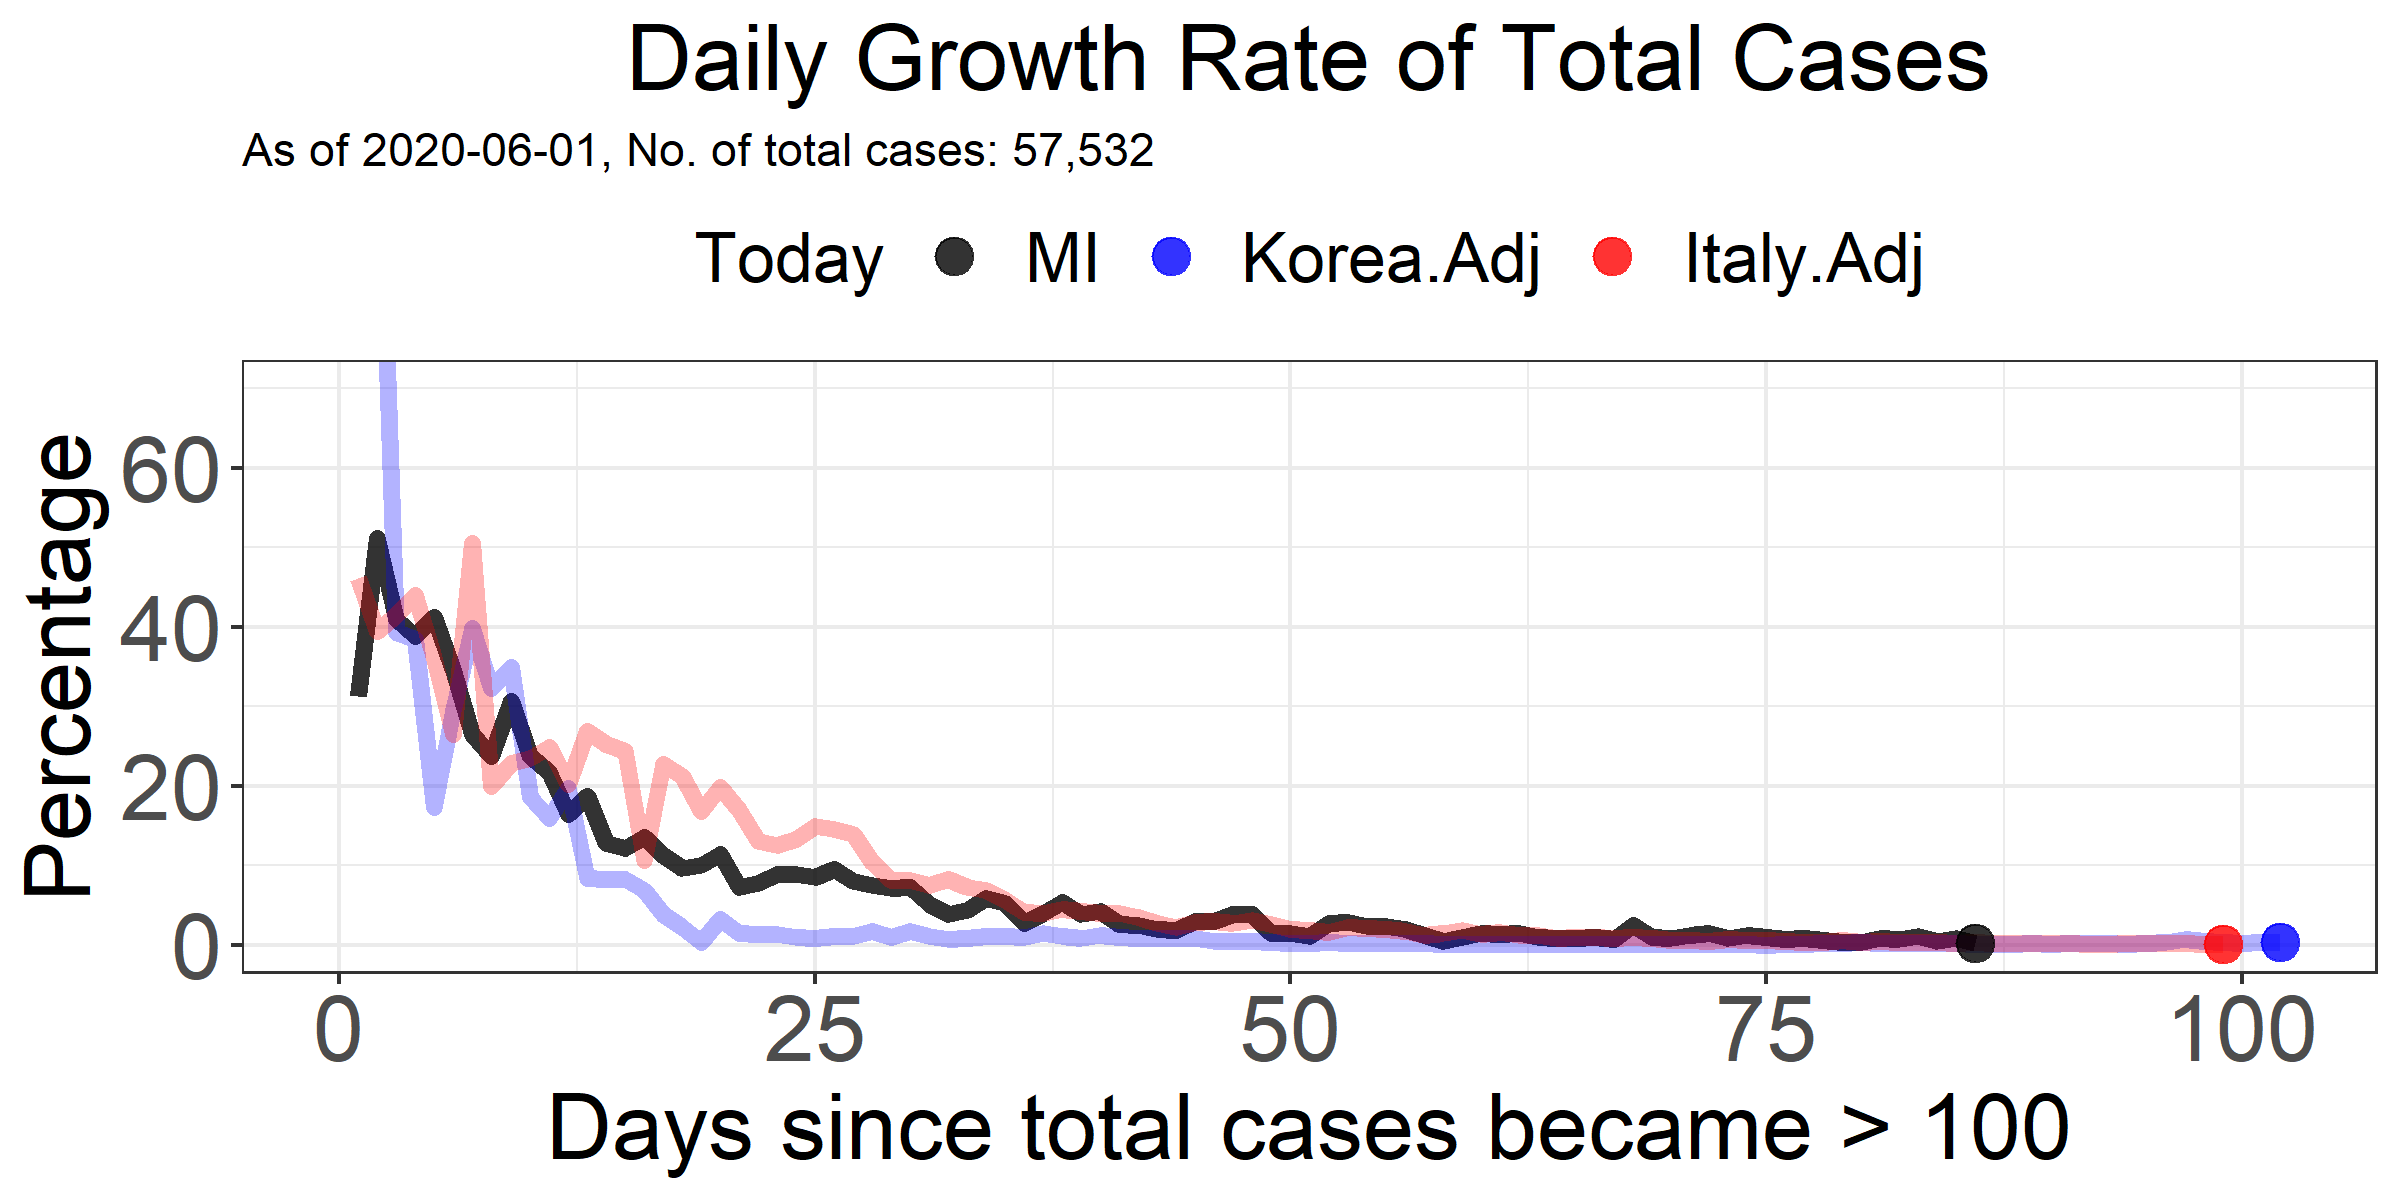 Daily Growth Rate of Total Cases
As of 2020-06-01, No. of total cases: 57,532
Today MI Korea.Adj Italy.Adj
Percentage
60
40
20
0
0 25 50 75 100
Days since total cases became > 100